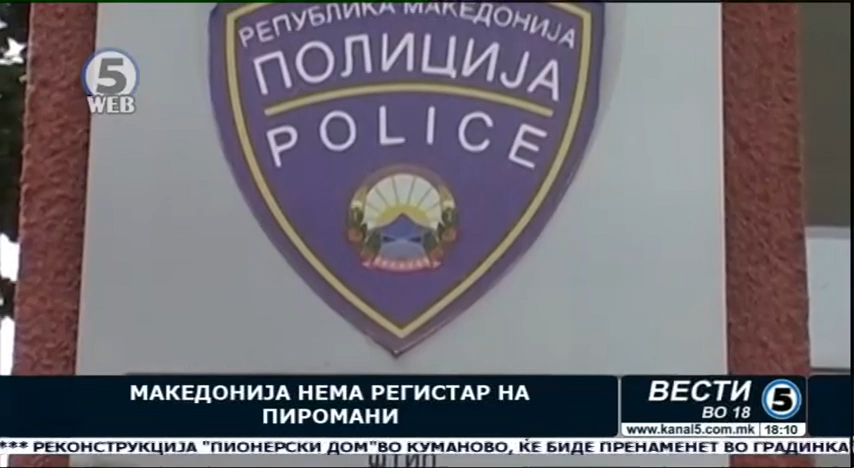 РЕПУБЛИКА МАКЕДОНИЈА
ПОЛИЦИЈА
POLICE
5
WEB
МАКЕДОНИЈА НЕМА РЕГИСТАР НА
ПИРОМАНИ
ВЕСТИ
ВО 18
5
www.kanal5.com.mk 18:10
*** РЕКОНСТРУКЦИЈА "ПИОНЕРСКИ ДОМ"ВО КУМАНОВО, ЌЕ БИДЕ ПРЕНАМЕНЕТ ВО ГРАДИНКА
ШТИП